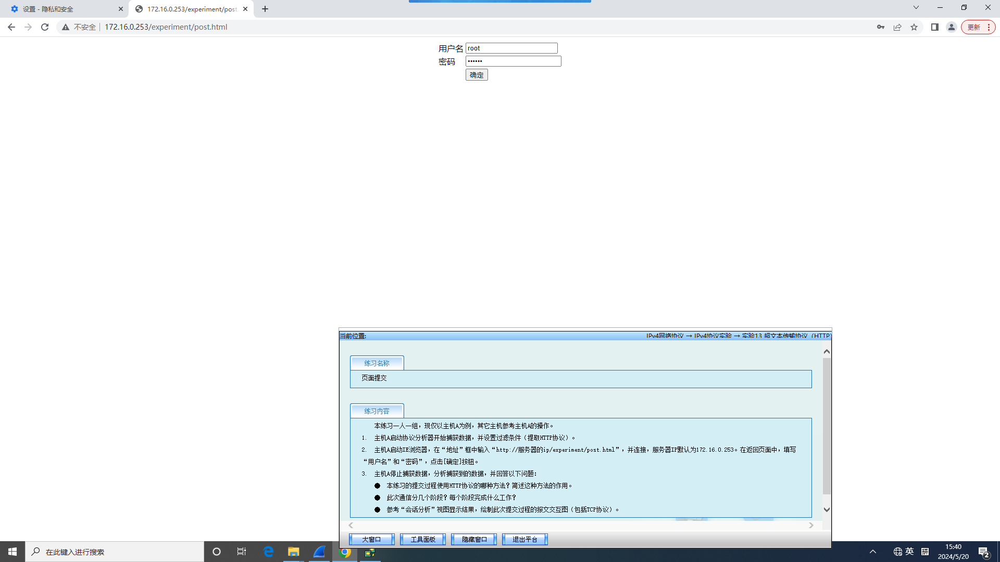 设置 - 隐私和安全
172.16.0.253/experiment/post
不安全
172.16.0.253/experiment/post.html
更新
用户名 root
密码 ••••••
确定
当前位置: IPv4网络协议 → IPv4协议实验 → 实验13 超文本传输协议（HTTP）
练习名称
页面提交
练习内容
本练习一人一组，现仅以主机A为例，其它主机参考主机A的操作。
1. 主机A启动协议分析器开始捕获数据，并设置过滤条件（提取HTTP协议）。
2. 主机A启动IE浏览器，在“地址”框中输入“http://服务器的ip/experiment/post.html”，并连接，服务器IP默认为172.16.0.253。在返回页面中，填写
“用户名”和“密码”，点击[确定]按钮。
3. 主机A停止捕获数据，分析捕获到的数据，并回答以下问题：
● 本练习的提交过程使用HTTP协议的哪种方法？简述这种方法的作用。
● 此次通信分几个阶段？每个阶段完成什么工作？
● 参考“会话分析”视图显示结果，绘制此次提交过程的报文交互图（包括TCP协议）。
大窗口 工具面板 隐藏窗口 退出平台
在此键入进行搜索
英
拼
15:40
2024/5/20
2